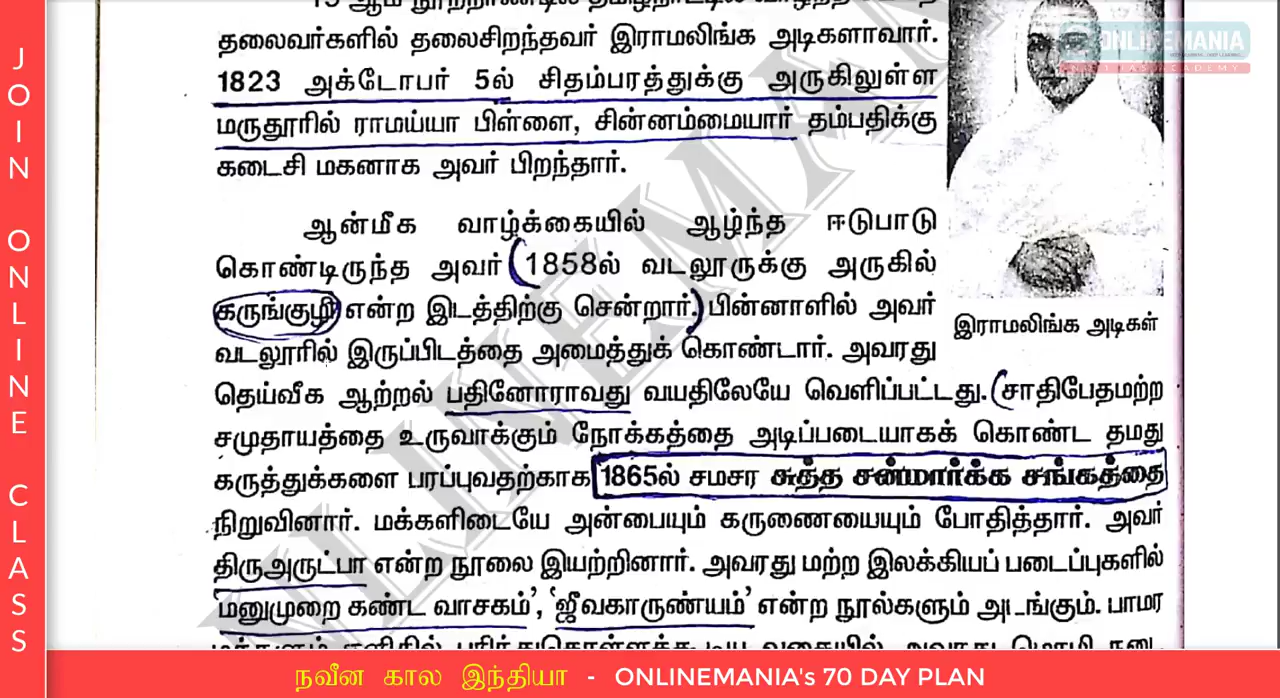 தலைவர்களில் தலைசிறந்தவர் இராமலிங்க அடிகளாவார்.
1823 அக்டோபர் 5ல் சிதம்பரத்துக்கு அருகிலுள்ள
மருதூரில் ராமய்யா பிள்ளை, சின்னம்மையார் தம்பதிக்கு
கடைசி மகனாக அவர் பிறந்தார்.
ஆன்மீக வாழ்க்கையில் ஆழ்ந்த ஈடுபாடு
கொண்டிருந்த அவர் 1858ல் வடலூருக்கு அருகில்
கருங்குழி என்ற இடத்திற்கு சென்றார். பின்னாளில் அவர்
வடலூரில் இருப்பிடத்தை அமைத்துக் கொண்டார். அவரது
தெய்வீக ஆற்றல் பதினோராவது வயதிலேயே வெளிப்பட்டது. சாதிபேதமற்ற
சமுதாயத்தை உருவாக்கும் நோக்கத்தை அடிப்படையாகக் கொண்ட தமது
கருத்துக்களை பரப்புவதற்காக 1865ல் சமசர சுத்த சன்மார்க்க சங்கத்தை
நிறுவினார். மக்களிடையே அன்பையும் கருணையையும் போதித்தார். அவர்
திருஅருட்பா என்ற நூலை இயற்றினார். அவரது மற்ற இலக்கியப் படைப்புகளில்
'மனுமுறை கண்ட வாசகம்', 'ஜீவகாருண்யம்' என்ற நூல்களும் அடங்கும். பாமர
இராமலிங்க அடிகள்
ONLINEMANIA
JOIN ONLINE CLASS
நவீன கால இந்தியா - ONLINEMANIA's 70 DAY PLAN